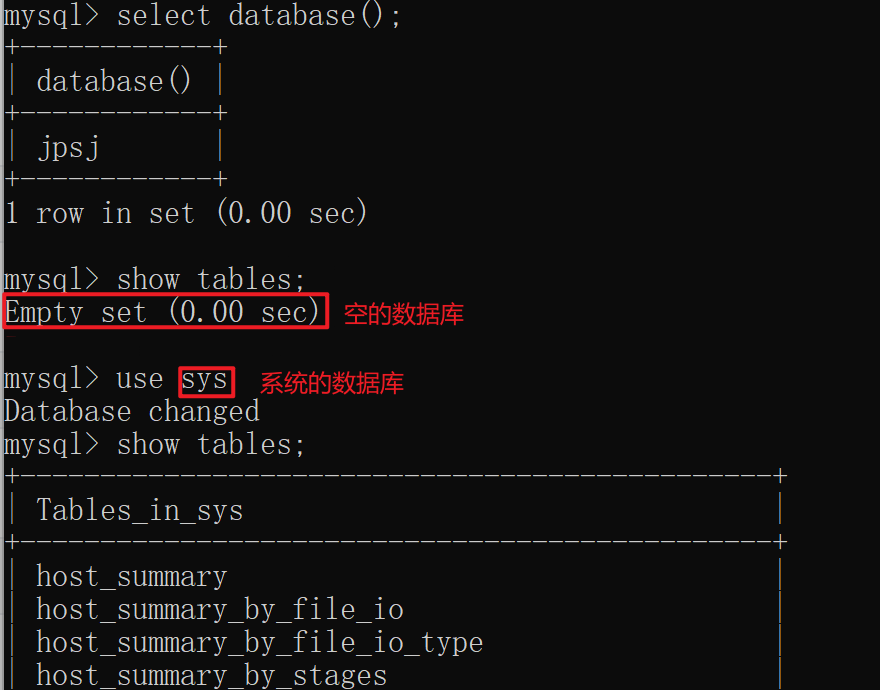 mysql> select database();
+------------+
| database() |
+------------+
| jpsj       |
+------------+
1 row in set (0.00 sec)
mysql> show tables;
Empty set (0.00 sec) 空的数据库
mysql> use sys 系统的数据库
Database changed
mysql> show tables;
+-----------------------------------------------+
| Tables_in_sys                                 |
+-----------------------------------------------+
| host_summary                                  |
| host_summary_by_file_io                       |
| host_summary_by_file_io_type                  |
| host_summary_by_stages                        |